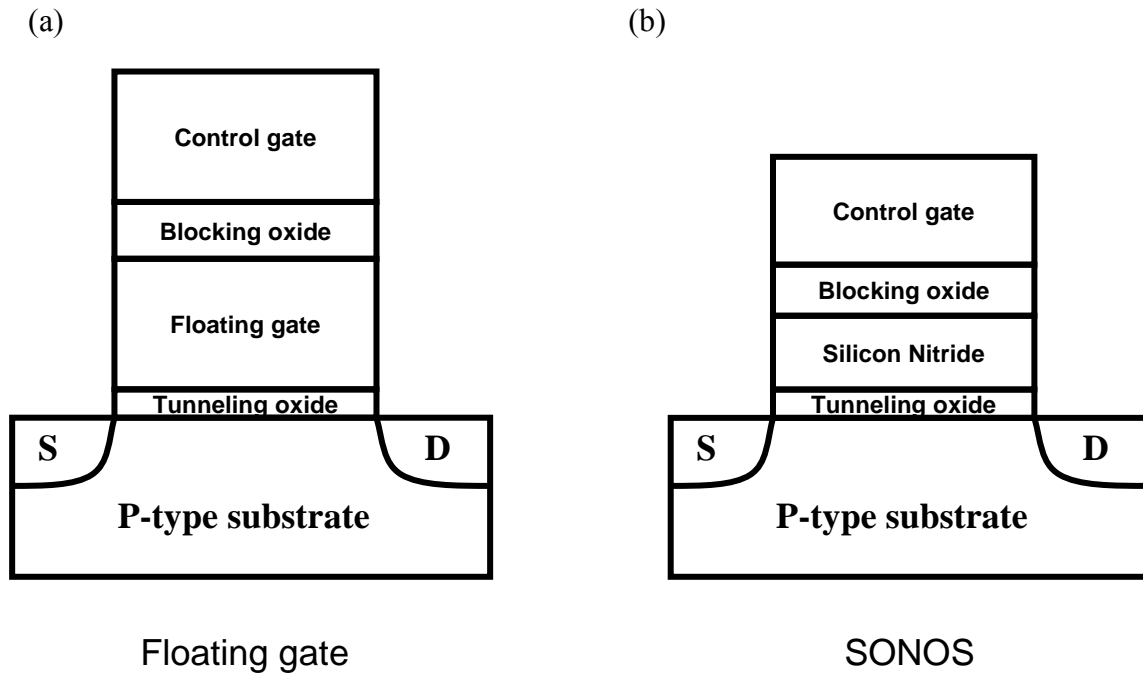 (a)
Control gate
Blocking oxide
Floating gate
Tunneling oxide
S
D
P-type substrate
Floating gate
(b)
Control gate
Blocking oxide
Silicon Nitride
Tunneling oxide
S
D
P-type substrate
SONOS